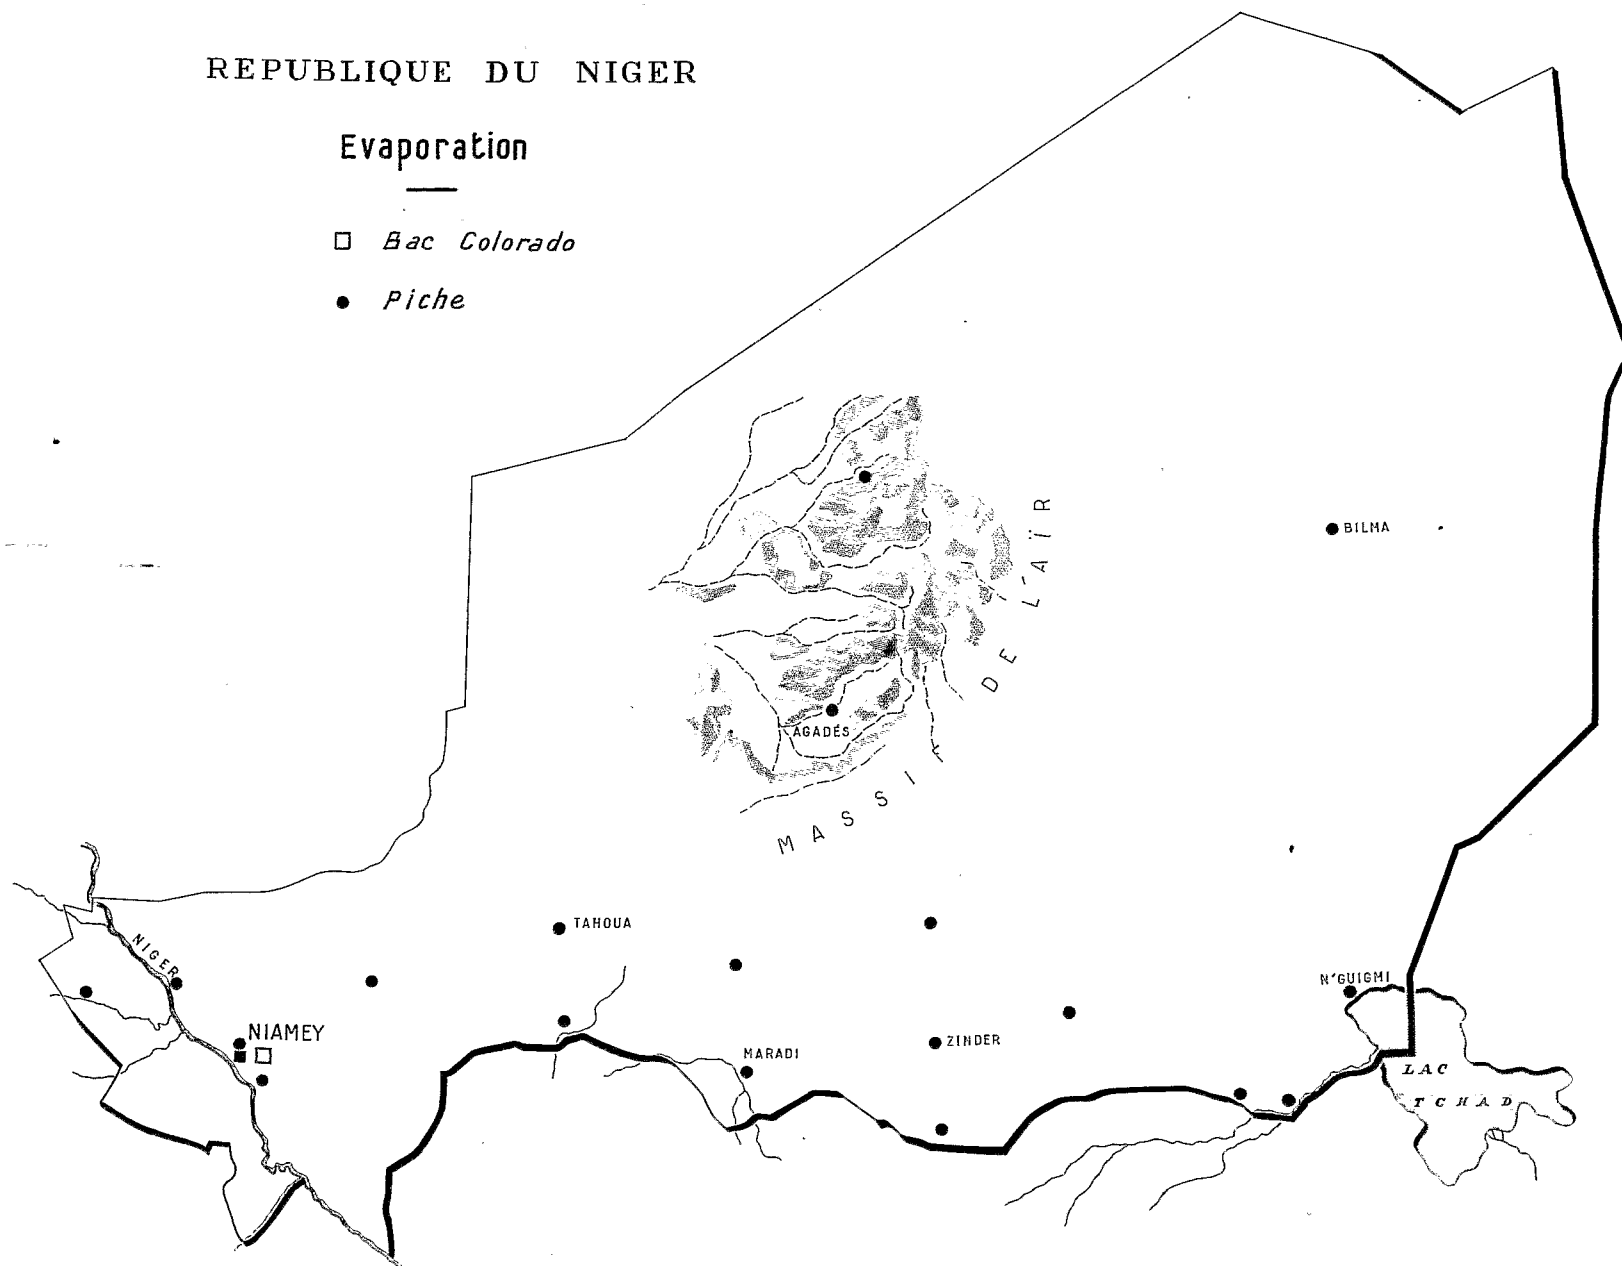 REPUBLIQUE DU NIGER
Evaporation
Bac Colorado
Piche
BILMA
AGADÉS
MASSIF DE L'AÏR
TAHOUA
NIGER
N'GUIGMI
NIAMEY
ZINDER
MARADI
LAC
TCHAD